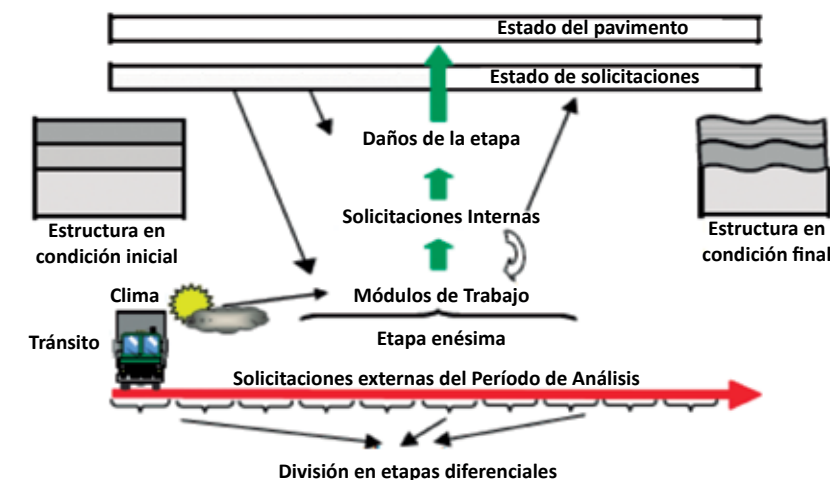 Estado del pavimento
Estado de solicitaciones
Daños de la etapa
Solicitaciones Internas
Estructura en
condición inicial
Estructura en
condición final
Clima
Módulos de Trabajo
Tránsito
Etapa enésima
Solicitaciones externas del Período de Análisis
División en etapas diferenciales